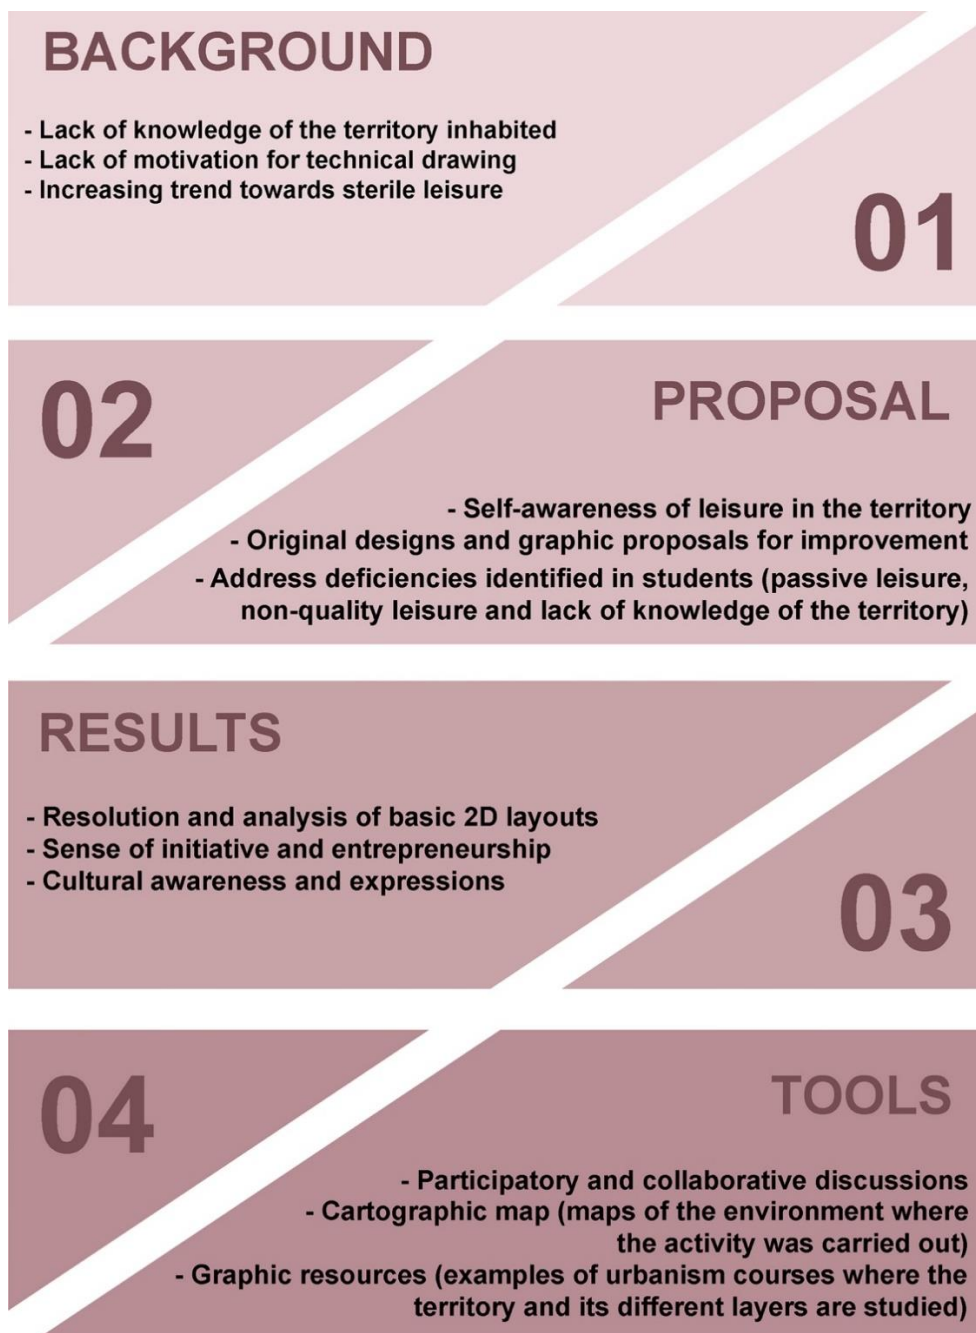 BACKGROUND
- Lack of knowledge of the territory inhabited
- Lack of motivation for technical drawing
- Increasing trend towards sterile leisure
01
02
PROPOSAL
- Self-awareness of leisure in the territory
- Original designs and graphic proposals for improvement
- Address deficiencies identified in students (passive leisure,
non-quality leisure and lack of knowledge of the territory)
RESULTS
- Resolution and analysis of basic 2D layouts
- Sense of initiative and entrepreneurship
- Cultural awareness and expressions
03
04
TOOLS
- Participatory and collaborative discussions
- Cartographic map (maps of the environment where
the activity was carried out)
- Graphic resources (examples of urbanism courses where the
territory and its different layers are studied)